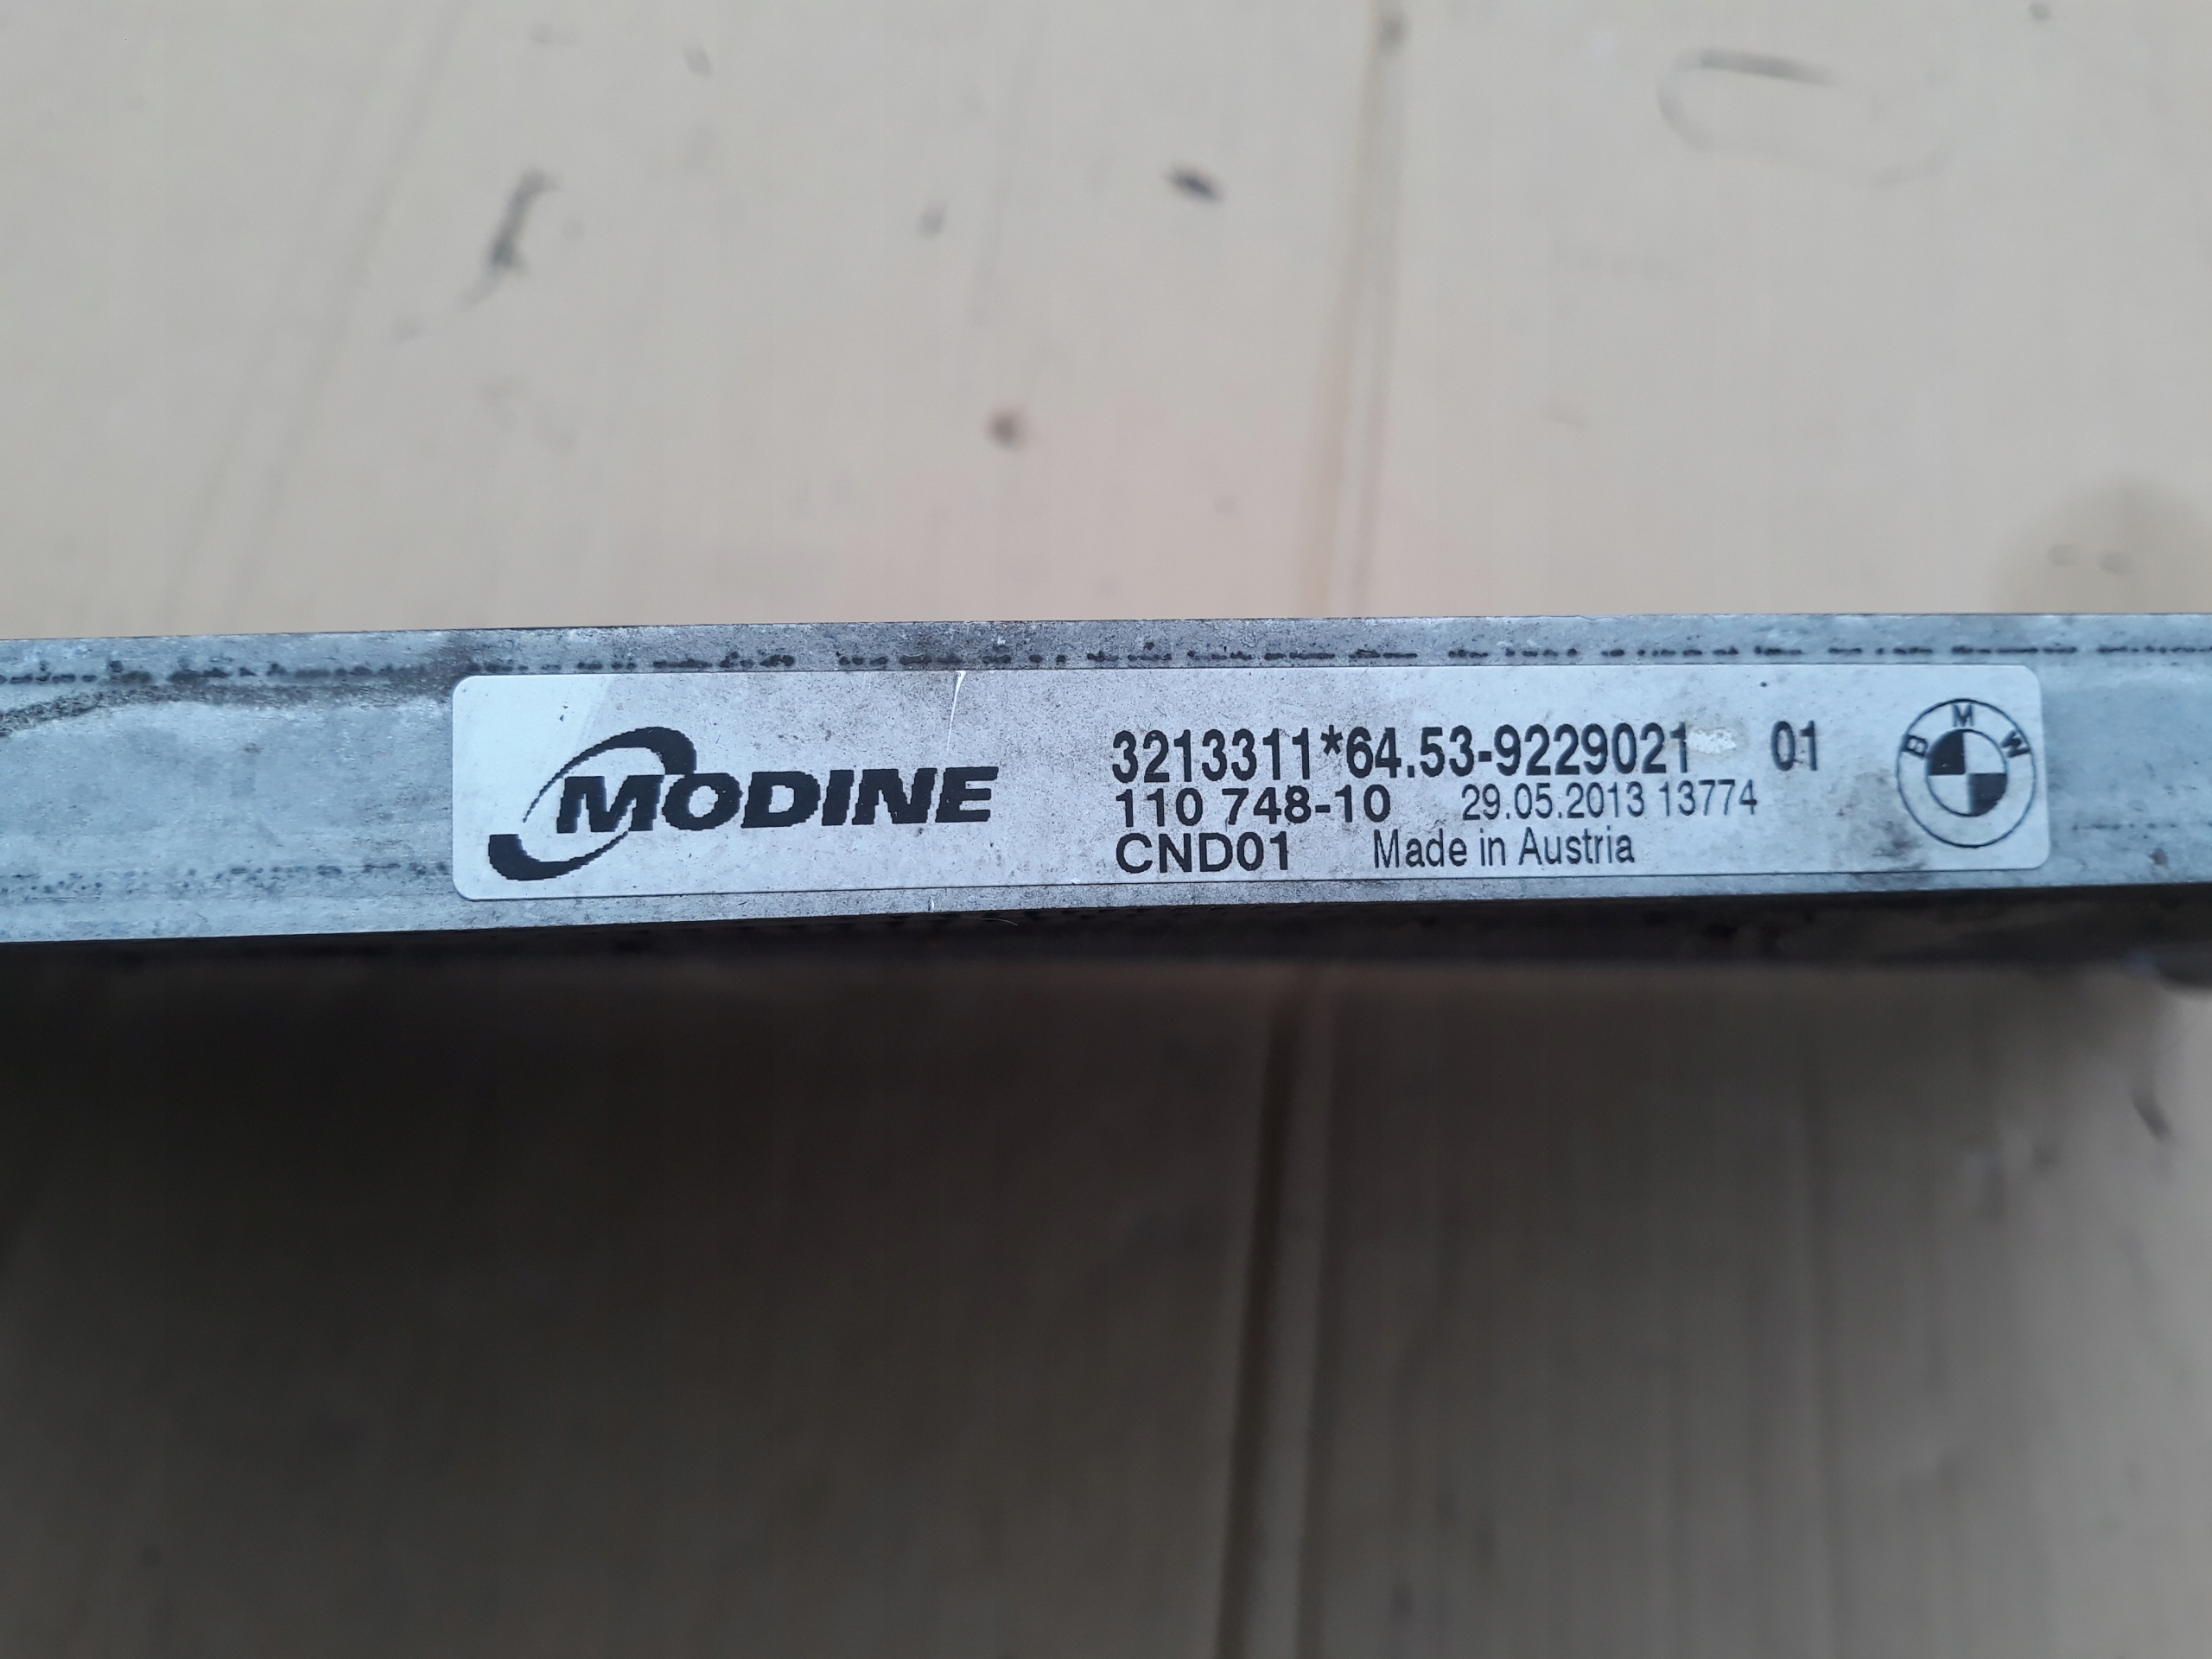 MODINE
3213311*64.53-9229021 01
110 748-10 29.05.2013 13774
CND01 Made in Austria
BMW